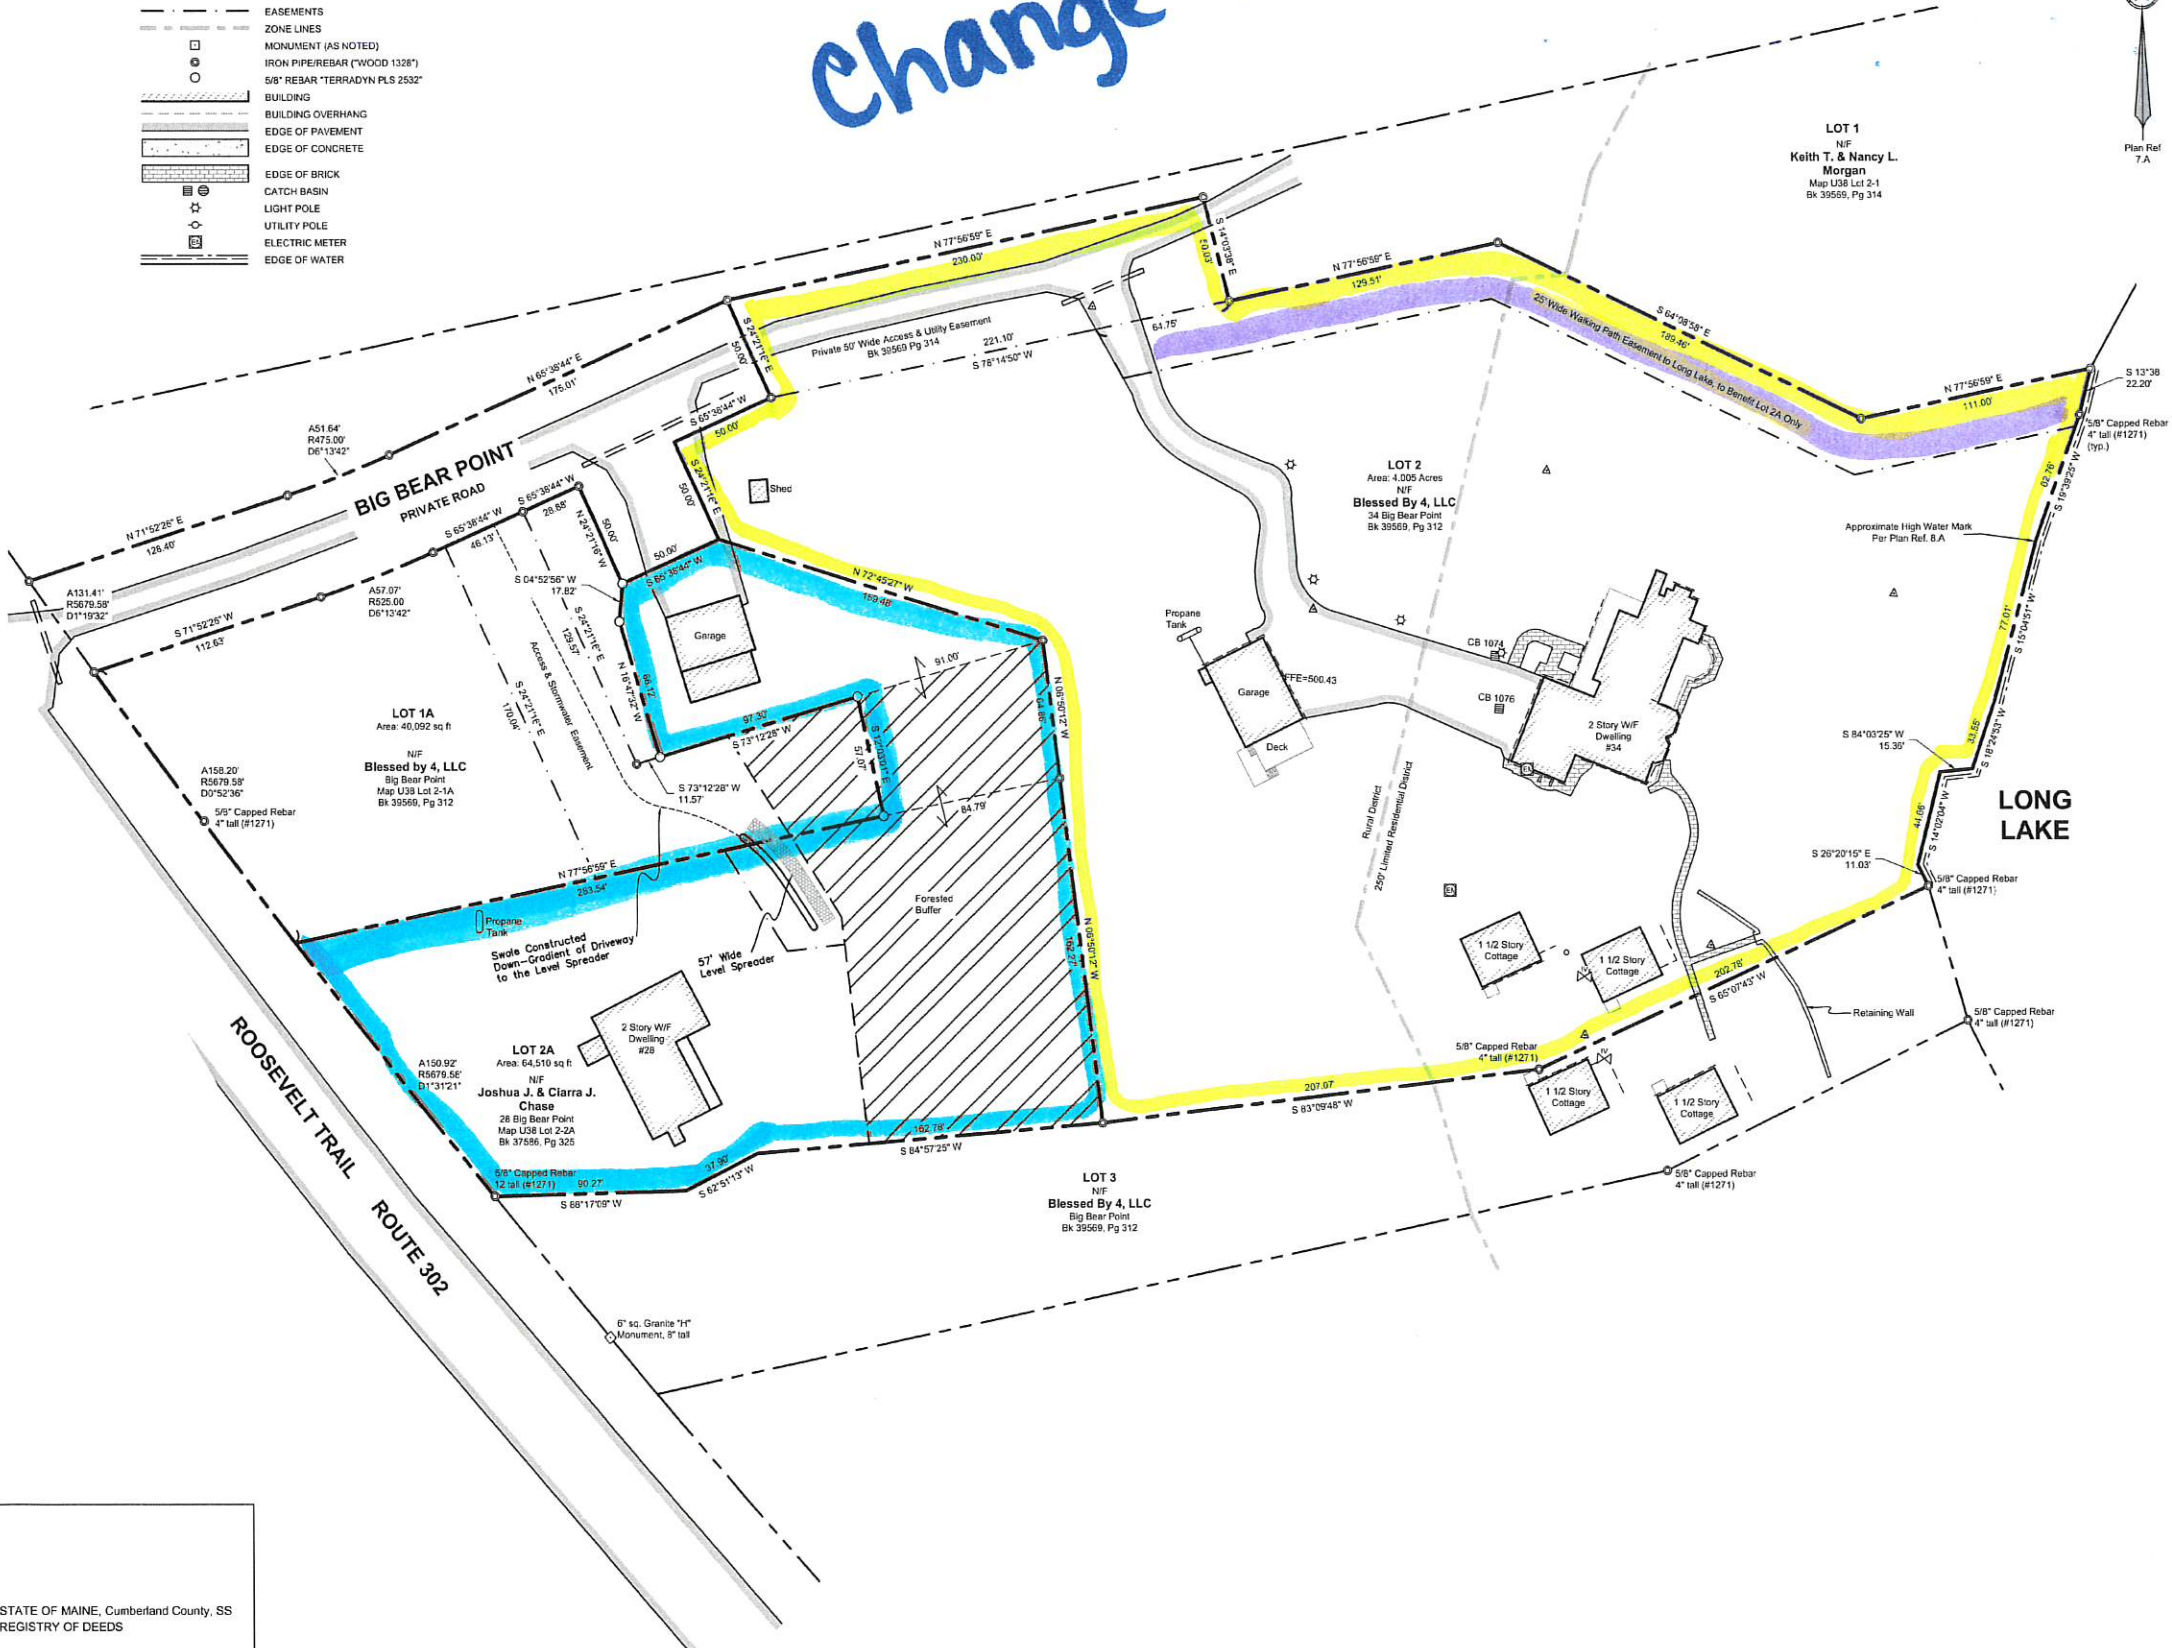 EASEMENTS
ZONE LINES
MONUMENT (AS NOTED)
IRON PIPE/REBAR ("WOOD 1328")
5/8" REBAR "TERRADYN PLS 2532"
BUILDING
BUILDING OVERHANG
EDGE OF PAVEMENT
EDGE OF CONCRETE
EDGE OF BRICK
CATCH BASIN
LIGHT POLE
UTILITY POLE
EM
ELECTRIC METER
EDGE OF WATER
Change
Plan Ref
7.A
LOT 1
N/F
Keith T. & Nancy L.
Morgan
Map U38 Lot 2-1
Bk 39569, Pg 314
N 77°56'59" E
230.00'
S 14°03'38" E
50.03'
N 77°56'59" E
129.51'
S 64°08'58" E
189.46'
25' Wide Walking Path Easement to Long Lake, to Benefit Lot 2A Only
N 77°56'59" E
111.00'
S 13°38
22.20'
5/8" Capped Rebar
4" tall (#1271)
(typ.)
S 24°21'16" E
50.00'
Private 50' Wide Access & Utility Easement
Bk 39569 Pg 314
221.10'
S 78°14'50" W
64.75'
N 65°38'44" E
175.01'
S 65°38'44" W
50.00'
S 24°21'16" E
50.00'
Shed
A51.64'
R475.00'
D6°13'42"
BIG BEAR POINT
PRIVATE ROAD
N 71°52'26" E
128.40'
S 65°38'44" W
28.88'
S 65°38'44" W
46.13'
N 24°21'16" W
50.00'
50.00'
S 65°38'44" W
N 72°45'27" W
159.48'
A131.41'
R5679.58'
D1°19'32"
A57.07'
R525.00
D6°13'42"
S 71°52'26" W
112.63'
S 04°52'56" W
17.82'
S 24°21'16" E
129.57'
Access & Stormwater Easement
S 24°21'16" E
170.04'
N 16°47'32" W
86.12'
Garage
97.30'
S 73°12'28" W
S 73°12'28" W
11.57'
91.00'
S 12°03'01" E
57.07'
84.79'
N 06°50'12" W
64.86'
LOT 2
Area: 4.005 Acres
N/F
Blessed By 4, LLC
34 Big Bear Point
Bk 39569, Pg 312
Approximate High Water Mark
Per Plan Ref. 8.A
S 19°39'25" W
77.01'
S 15°04'51" W
33.55'
S 18°24'53" W
S 84°03'25" W
15.36'
44.66'
S 14°02'04" W
S 26°20'15" E
11.03'
5/8" Capped Rebar
4" tall (#1271)
LONG
LAKE
Propane
Tank
Garage
FFE=500.43
Deck
CB 1074
CB 1076
2 Story W/F
Dwelling
#34
EM
Rural District
250' Limited Residential District
EM
LOT 1A
Area: 40,092 sq ft
N/F
Blessed by 4, LLC
Big Bear Point
Map U38 Lot 2-1A
Bk 39569, Pg 312
A158.20'
R5679.58'
D0°52'36"
5/8" Capped Rebar
4" tall (#1271)
N 77°56'59" E
283.54'
Propane
Tank
Swale Constructed
Down-Gradient of Driveway
to the Level Spreader
57' Wide
Level Spreader
Forested
Buffer
N 06°50'12" W
162.27'
1 1/2 Story
Cottage
1 1/2 Story
Cottage
202.78'
S 65°07'43" W
Retaining Wall
5/8" Capped Rebar
4" tall (#1271)
5/8" Capped Rebar
4" tall (#1271)
IV
1 1/2 Story
Cottage
1 1/2 Story
Cottage
5/8" Capped Rebar
4" tall (#1271)
207.07'
S 83°09'48" W
2 Story W/F
Dwelling
#28
LOT 2A
Area: 64,510 sq ft
N/F
Joshua J. & Ciarra J.
Chase
28 Big Bear Point
Map U38 Lot 2-2A
Bk 37586, Pg 325
A150.92'
R5679.58'
D1°31'21"
5/8" Capped Rebar
12 tall (#1271)
90.27'
S 88°17'09" W
37.90'
S 62°51'13" W
162.78'
S 84°57'25" W
LOT 3
N/F
Blessed By 4, LLC
Big Bear Point
Bk 39569, Pg 312
ROOSEVELT TRAIL
ROUTE 302
6" sq. Granite "H"
Monument, 8" tall
STATE OF MAINE, Cumberland County, SS
REGISTRY OF DEEDS